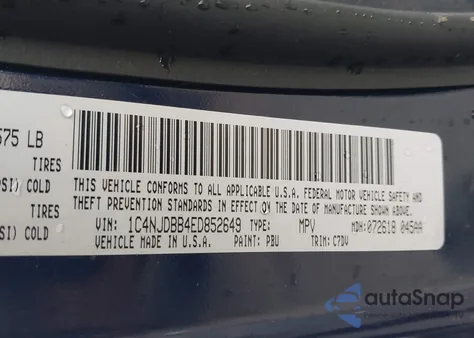 575 LB
TIRES
PSI) COLD
TIRES
SI) COLD
THIS VEHICLE CONFORMS TO ALL APPLICABLE U.S.A. FEDERAL MOTOR VEHICLE SAFETY AND
THEFT PREVENTION STANDARDS IN EFFECT ON THE DATE OF MANUFACTURE SHOWN ABOVE.
VIN: 1C4NJDBB4ED852649 TYPE: MPV MDH: 072618 045AA
VEHICLE MADE IN U.S.A. PAINT: PBU TRIM: C7DV
autoSnap